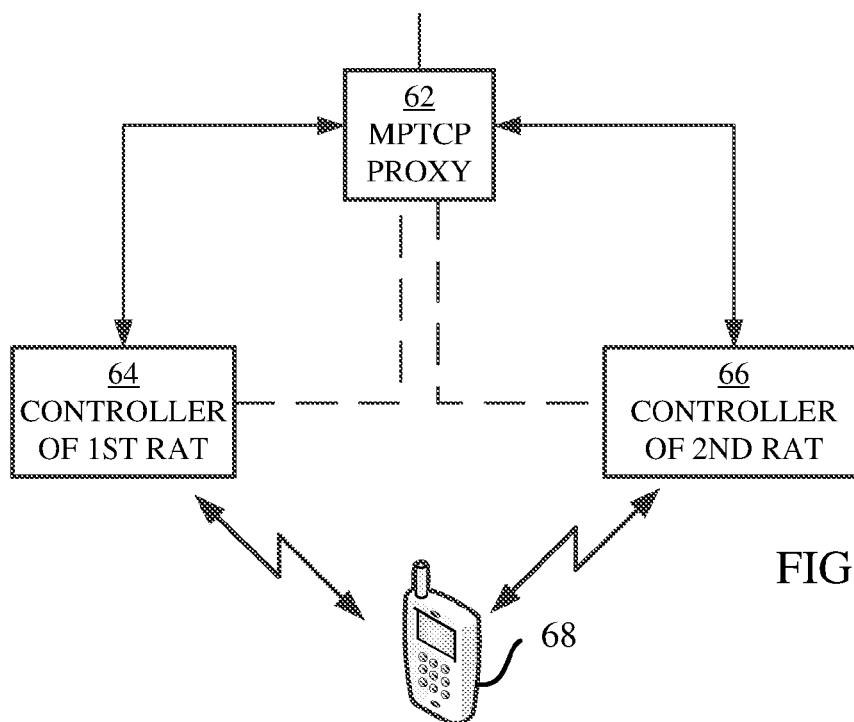 62
MPTCP
PROXY
64
CONTROLLER
OF 1ST RAT
66
CONTROLLER
OF 2ND RAT
FIG
68